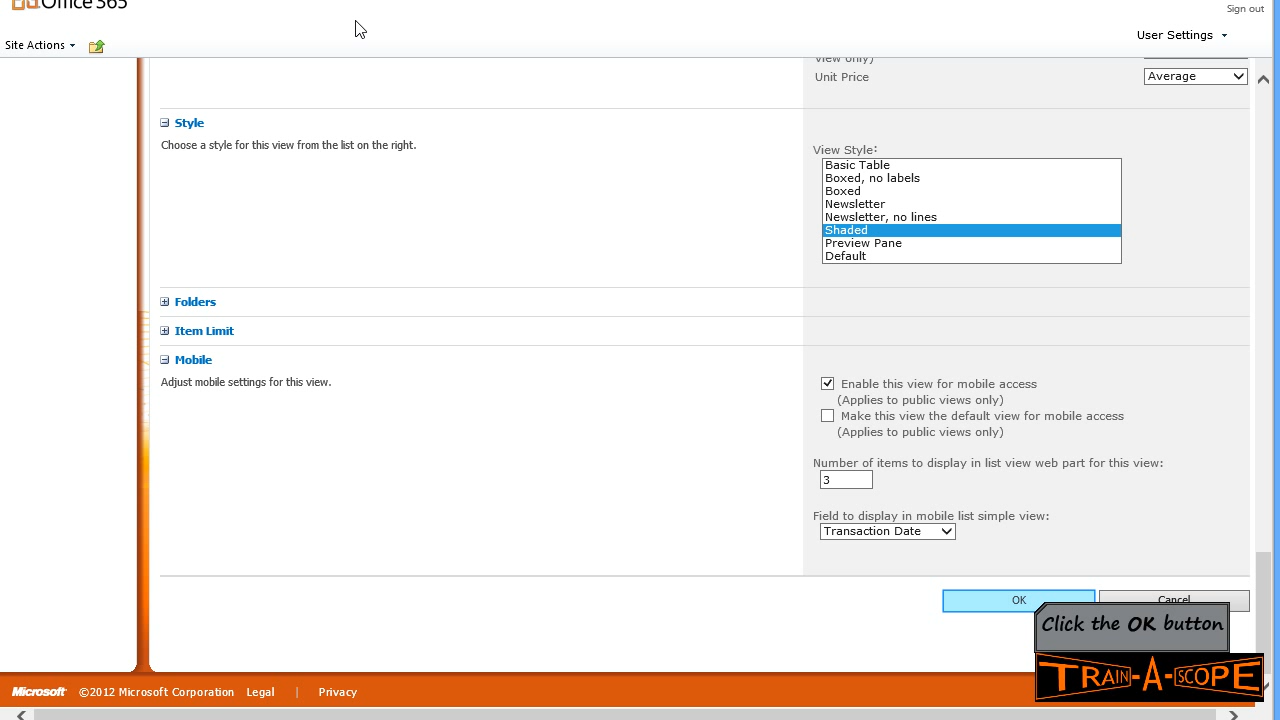 Office 365
Sign out
Site Actions
User Settings
view only)
Unit Price
Average
Style
Choose a style for this view from the list on the right.
View Style:
Basic Table
Boxed, no labels
Boxed
Newsletter
Newsletter, no lines
Shaded
Preview Pane
Default
Folders
Item Limit
Mobile
Adjust mobile settings for this view.
Enable this view for mobile access
(Applies to public views only)
Make this view the default view for mobile access
(Applies to public views only)
Number of items to display in list view web part for this view:
3
Field to display in mobile list simple view:
Transaction Date
OK
Cancel
Click the OK button
TRAIN-A-SCOPE
Microsoft ©2012 Microsoft Corporation Legal | Privacy